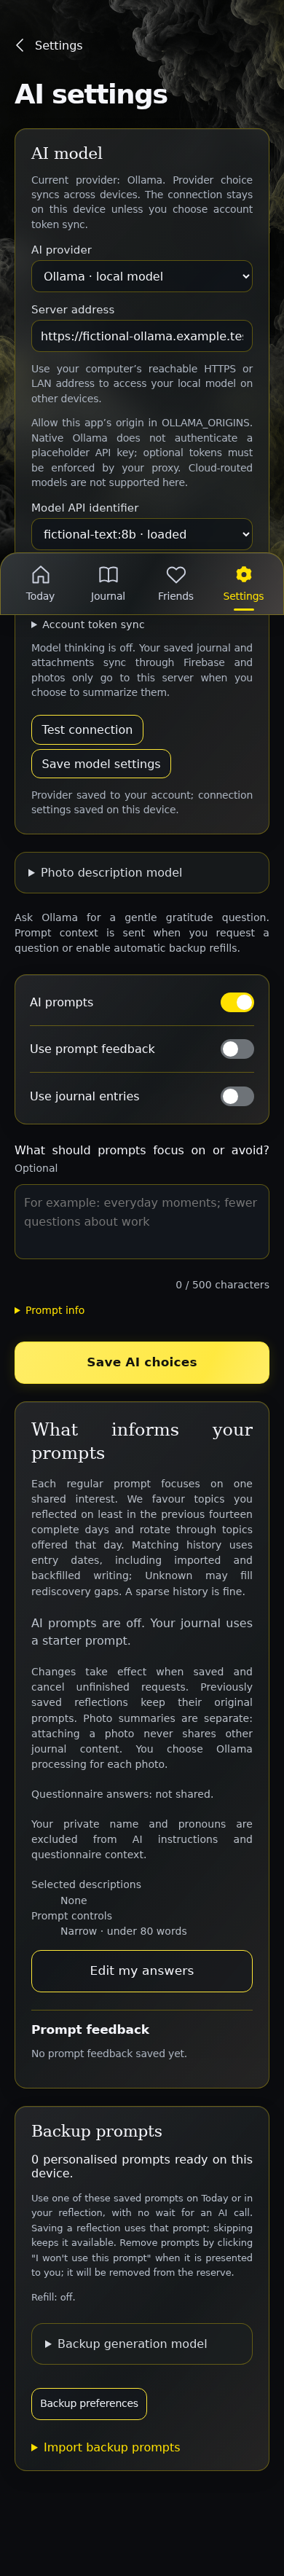 Settings
AI settings
AI model
Current provider: Ollama. Provider choice
syncs across devices. The connection stays
on this device unless you choose account
token sync.
AI provider
Ollama · local model
Server address
https://fictional-ollama.example.te
Use your computer's reachable HTTPS or
LAN address to access your local model on
other devices.
Allow this app's origin in OLLAMA_ORIGINS.
Native Ollama does not authenticate a
placeholder API key; optional tokens must
be enforced by your proxy. Cloud-routed
models are not supported here.
Model API identifier
fictional-text:8b · loaded
Today
Journal
Friends
Settings
Account token sync
Model thinking is off. Your saved journal and
attachments sync through Firebase and
photos only go to this server when you
choose to summarize them.
Test connection
Save model settings
Provider saved to your account; connection
settings saved on this device.
Photo description model
Ask Ollama for a gentle gratitude question.
Prompt context is sent when you request a
question or enable automatic backup refills.
AI prompts
Use prompt feedback
Use journal entries
What should prompts focus on or avoid?
Optional
For example: everyday moments; fewer
questions about work
0 / 500 characters
Prompt info
Save AI choices
What informs your
prompts
Each regular prompt focuses on one
shared interest. We favour topics you
reflected on least in the previous fourteen
complete days and rotate through topics
offered that day. Matching history uses
entry dates, including imported and
backfilled writing; Unknown may fill
rediscovery gaps. A sparse history is fine.
AI prompts are off. Your journal uses
a starter prompt.
Changes take effect when saved and
cancel unfinished requests. Previously
saved reflections keep their original
prompts. Photo summaries are separate:
attaching a photo never shares other
journal content. You choose Ollama
processing for each photo.
Questionnaire answers: not shared.
Your private name and pronouns are
excluded from AI instructions and
questionnaire context.
Selected descriptions
None
Prompt controls
Narrow · under 80 words
Edit my answers
Prompt feedback
No prompt feedback saved yet.
Backup prompts
0 personalised prompts ready on this
device.
Use one of these saved prompts on Today or in
your reflection, with no wait for an AI call.
Saving a reflection uses that prompt; skipping
keeps it available. Remove prompts by clicking
"I won't use this prompt" when it is presented
to you; it will be removed from the reserve.
Refill: off.
Backup generation model
Backup preferences
Import backup prompts